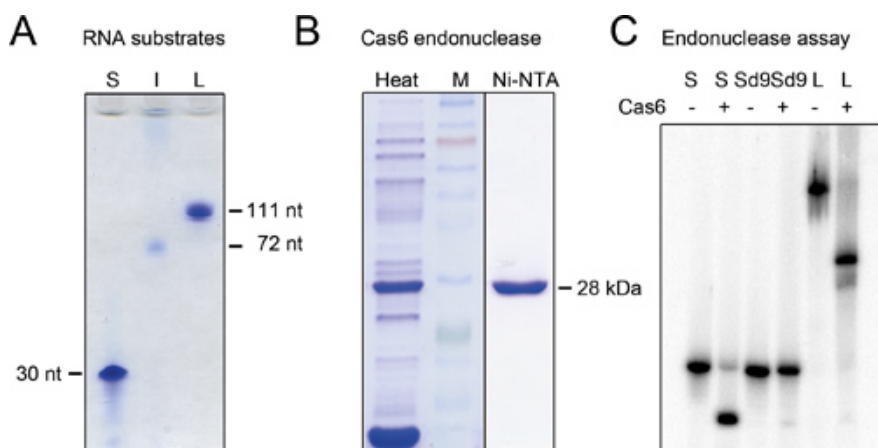 A RNA substrates
S I L
111 nt
72 nt
30 nt
B Cas6 endonuclease
Heat M Ni-NTA
28 kDa
C Endonuclease assay
S S Sd9 Sd9 L L
Cas6 - + - + - +